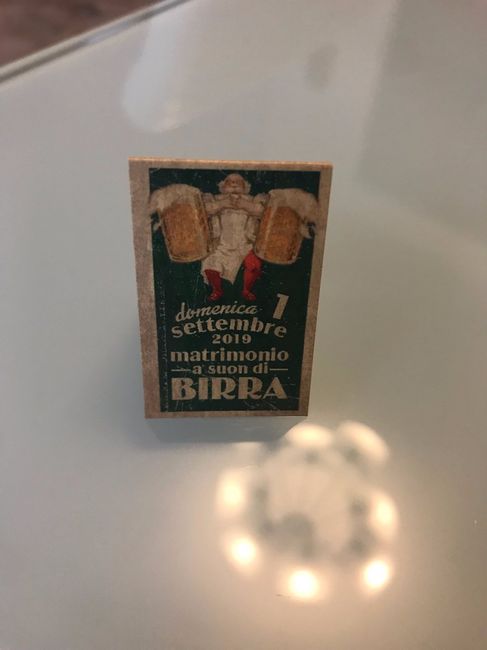 domenica 1
settembre
2019
matrimonio
a suon di
BIRRA